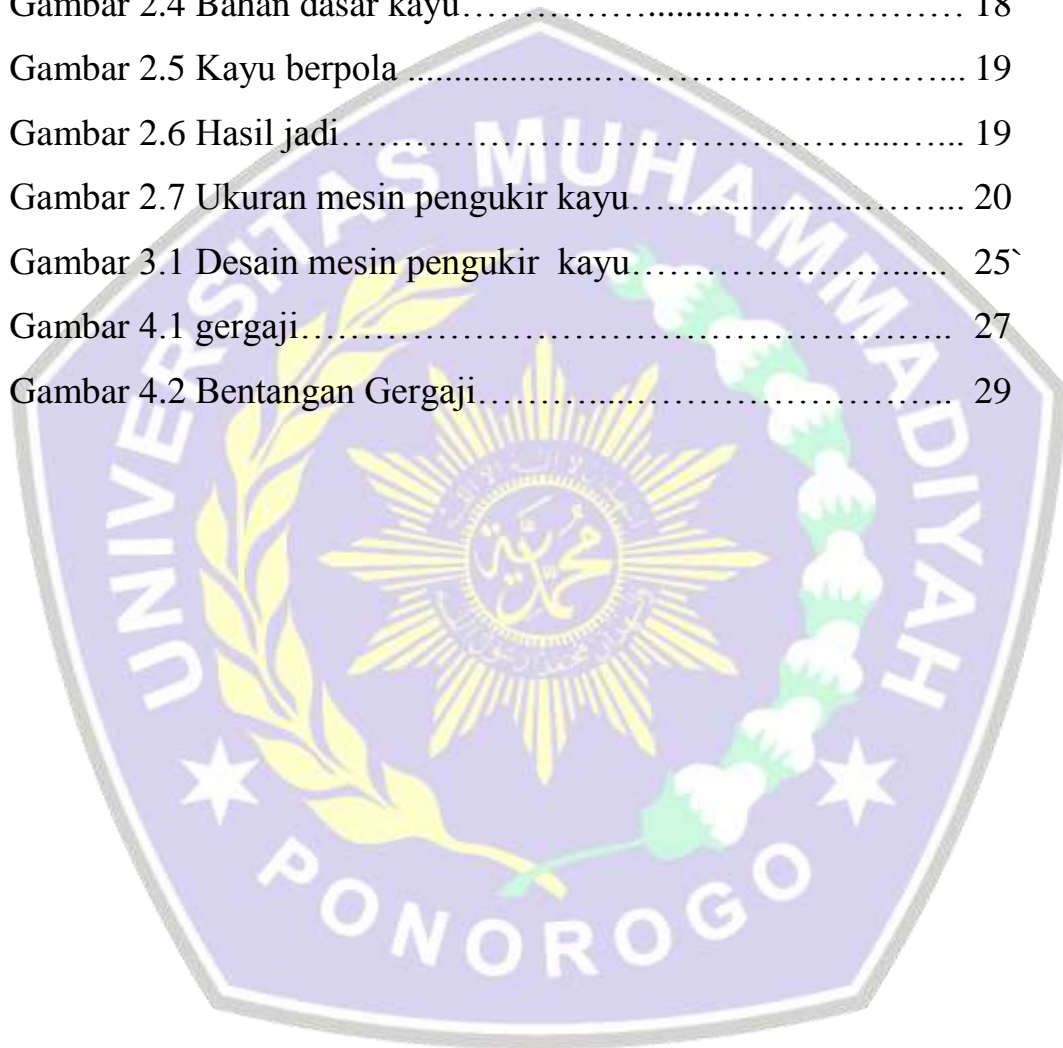 Gambar 2.4 Bahan dasar kayu……………...........……………… 18
Gambar 2.5 Kayu berpola .....................…………………………... 19
Gambar 2.6 Hasil jadi……………………………………...…... 19
Gambar 2.7 Ukuran mesin pengukir kayu…......................……... 20
Gambar 3.1 Desain mesin pengukir  kayu…………………...... 25`
Gambar 4.1 gergaji……………………………………………….. 27
Gambar 4.2 Bentangan Gergaji…………...…………………….. 29
UNIVERSITAS MUHAMMADIYAH
PONOROGO
محمدية